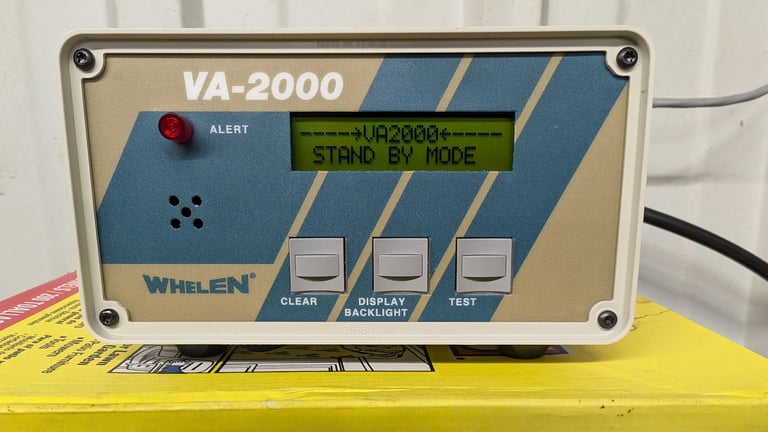 VA-2000
ALERT
----→VA2000←-----
STAND BY MODE
WHELEN®
CLEAR
DISPLAY
BACKLIGHT
TEST